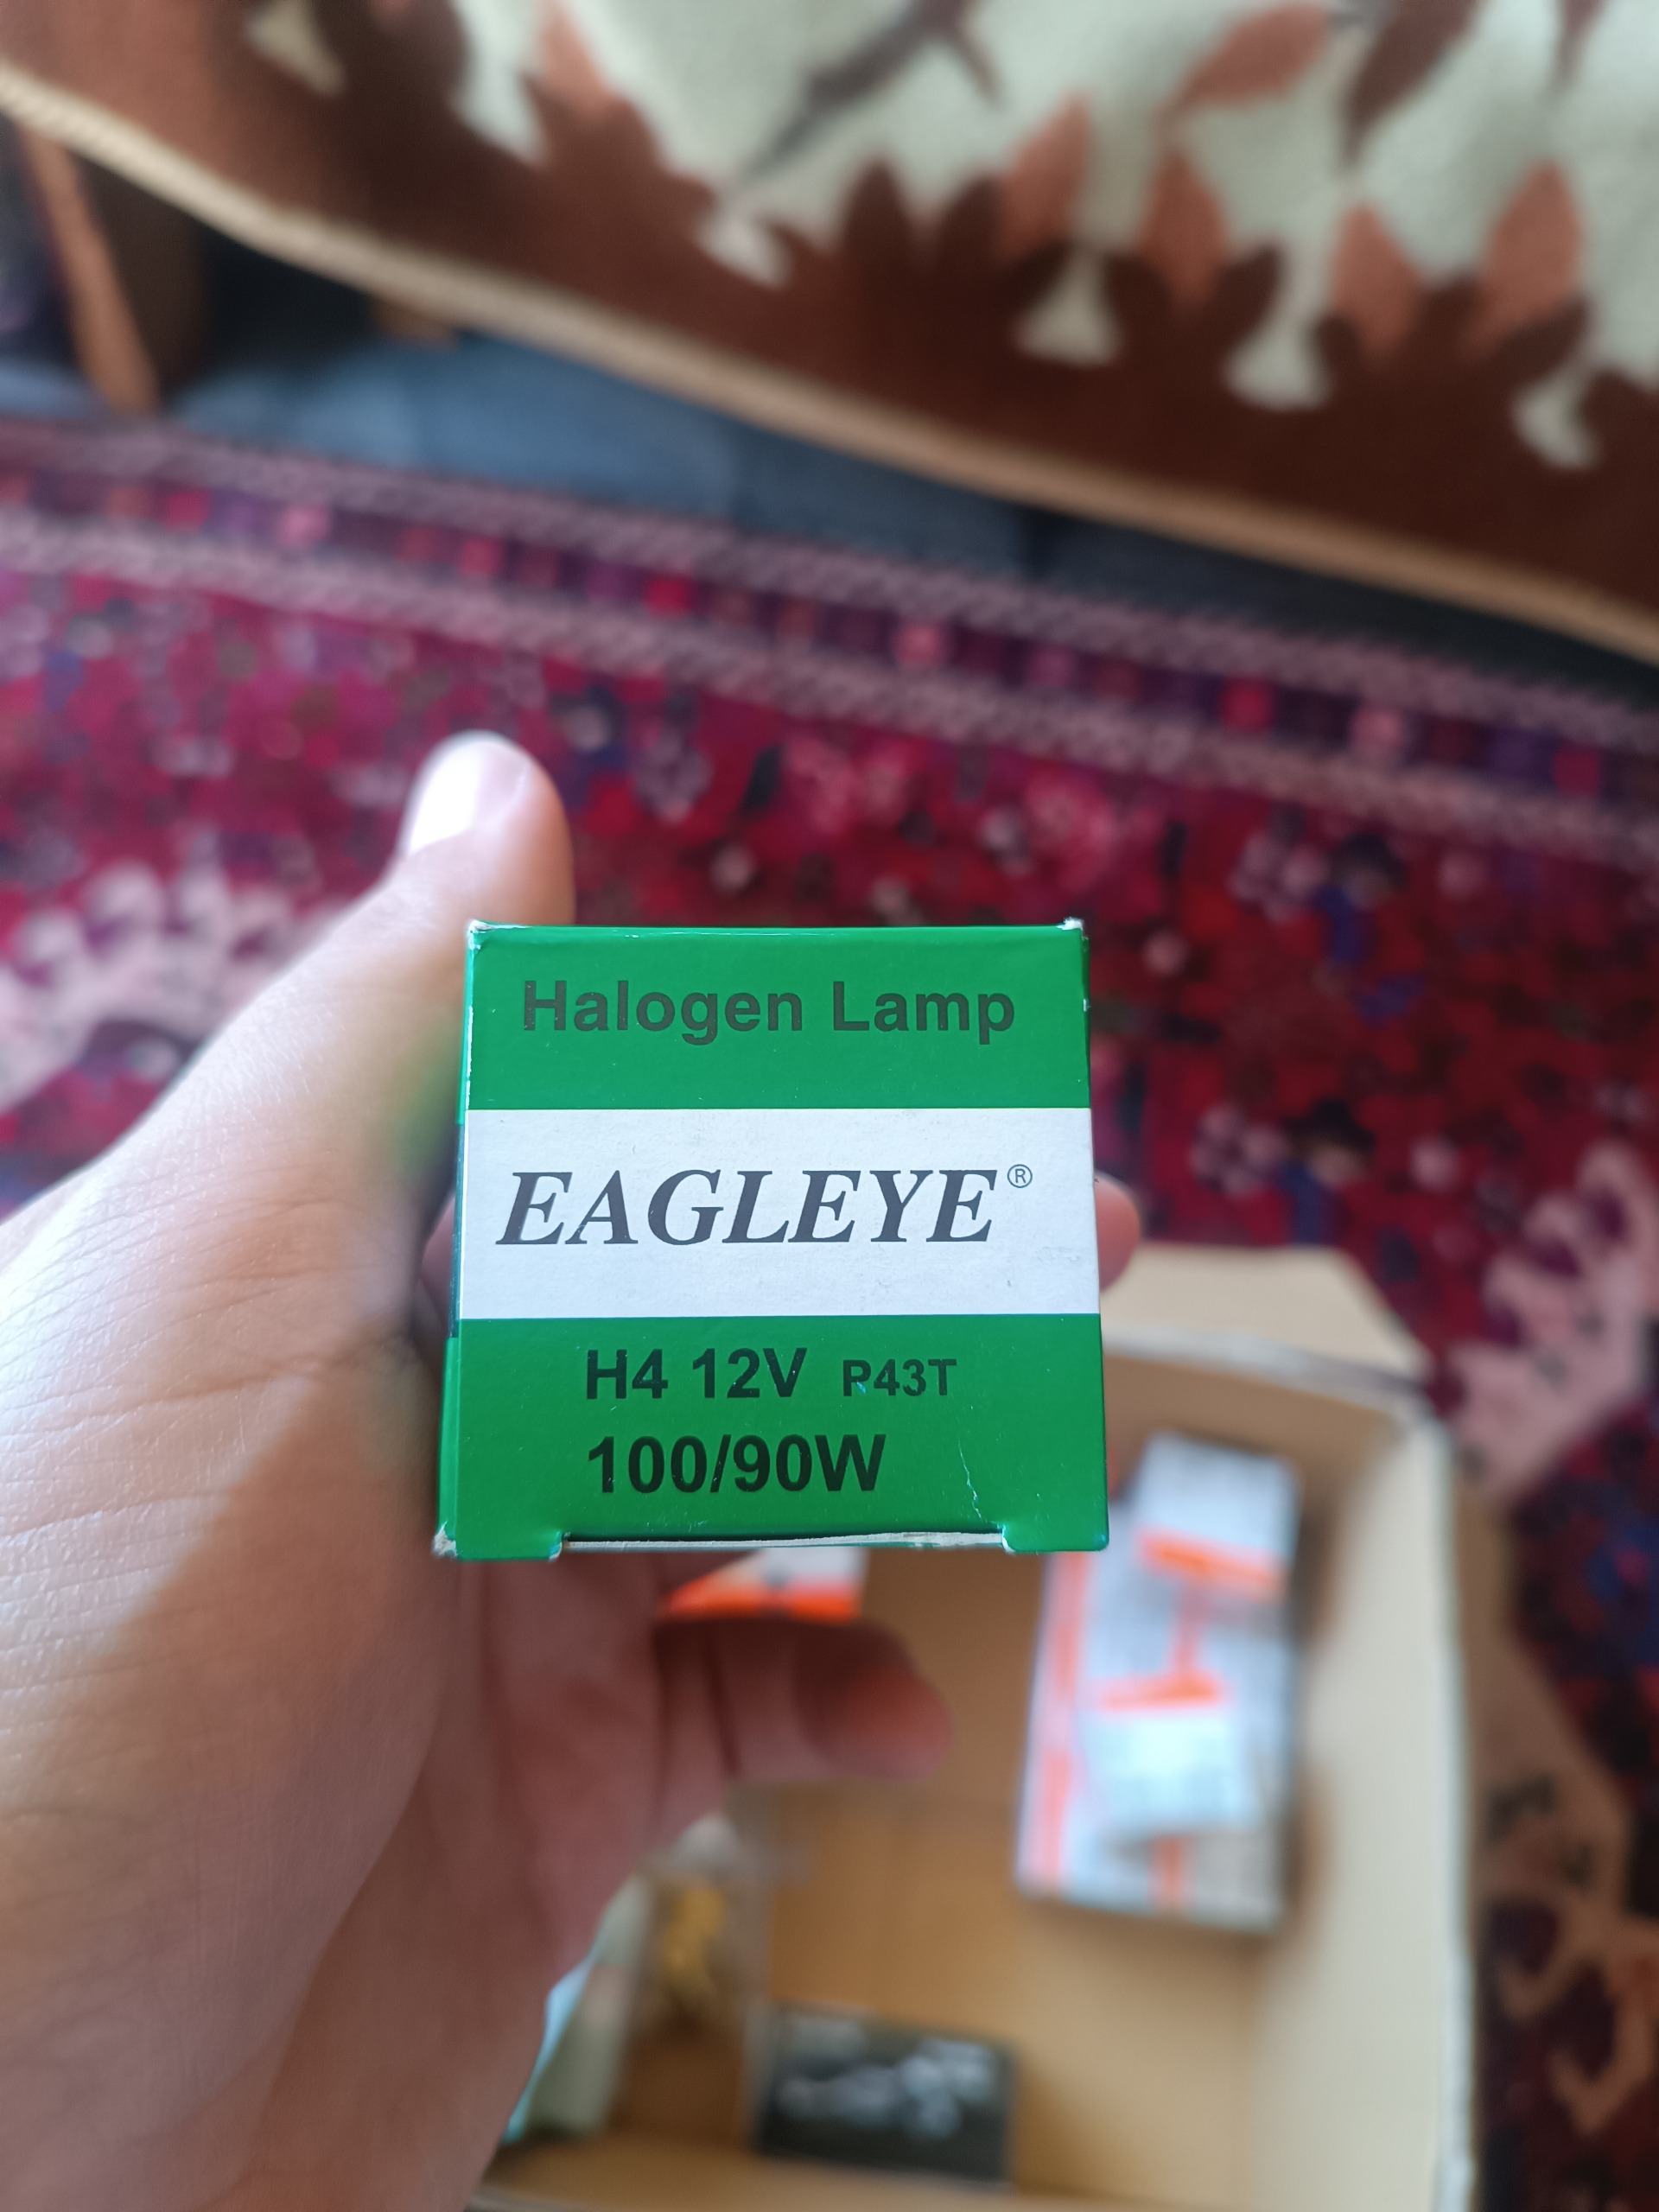 Halogen Lamp
EAGLEYE®
H4 12V P43T
100/90W